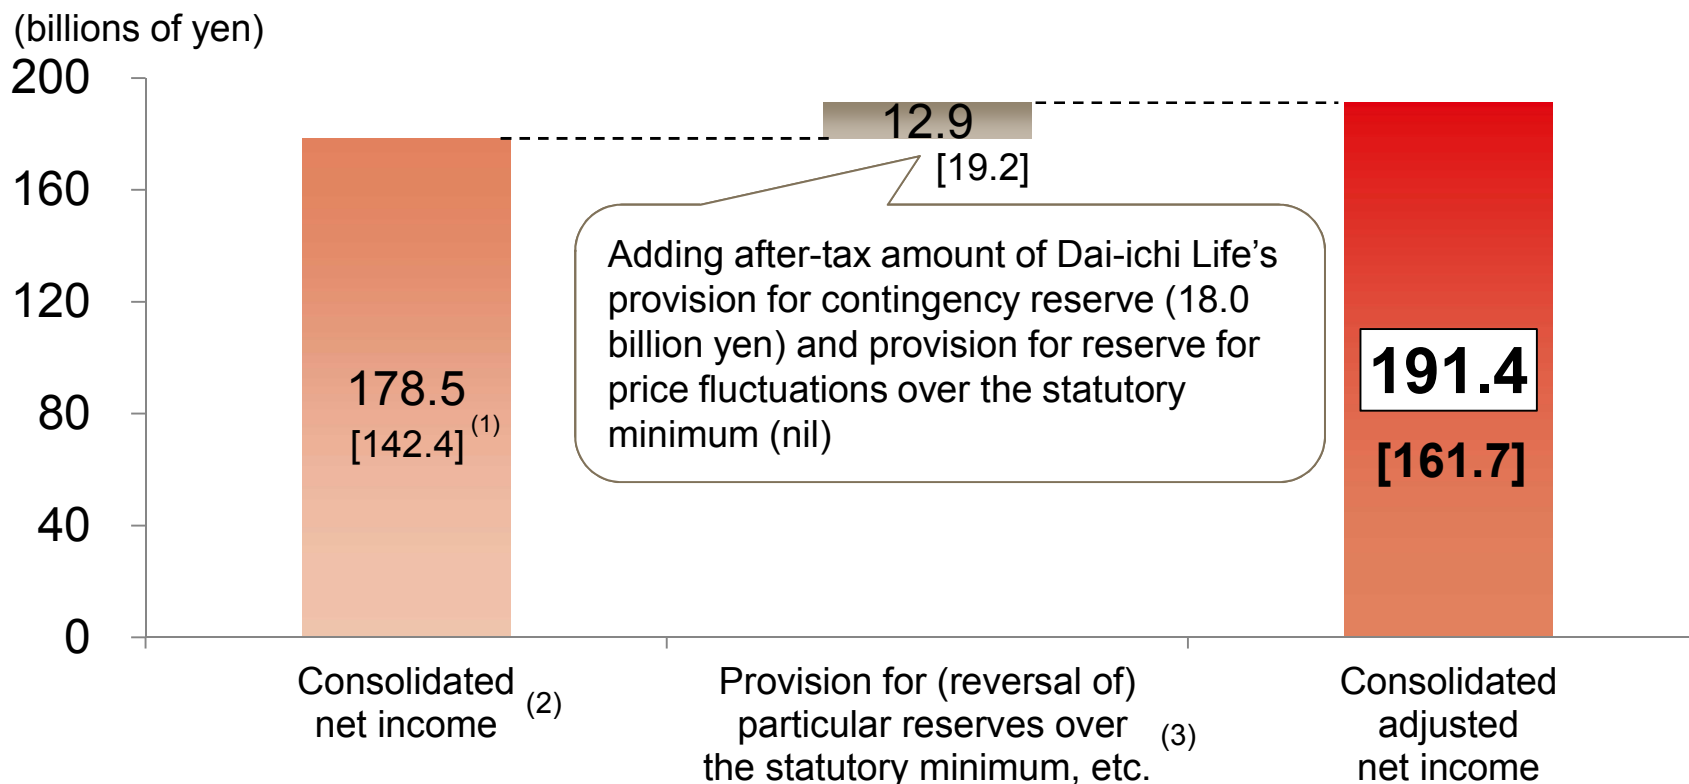 (billions of yen)
200
160
120
80
40
0
178.5
[142.4] (1)
12.9
[19.2]
Adding after-tax amount of Dai-ichi Life’s
provision for contingency reserve (18.0
billion yen) and provision for reserve for
price fluctuations over the statutory
minimum (nil)
191.4
[161.7]
Consolidated
net income (2)
Provision for (reversal of)
particular reserves over
the statutory minimum, etc. (3)
Consolidated
adjusted
net income